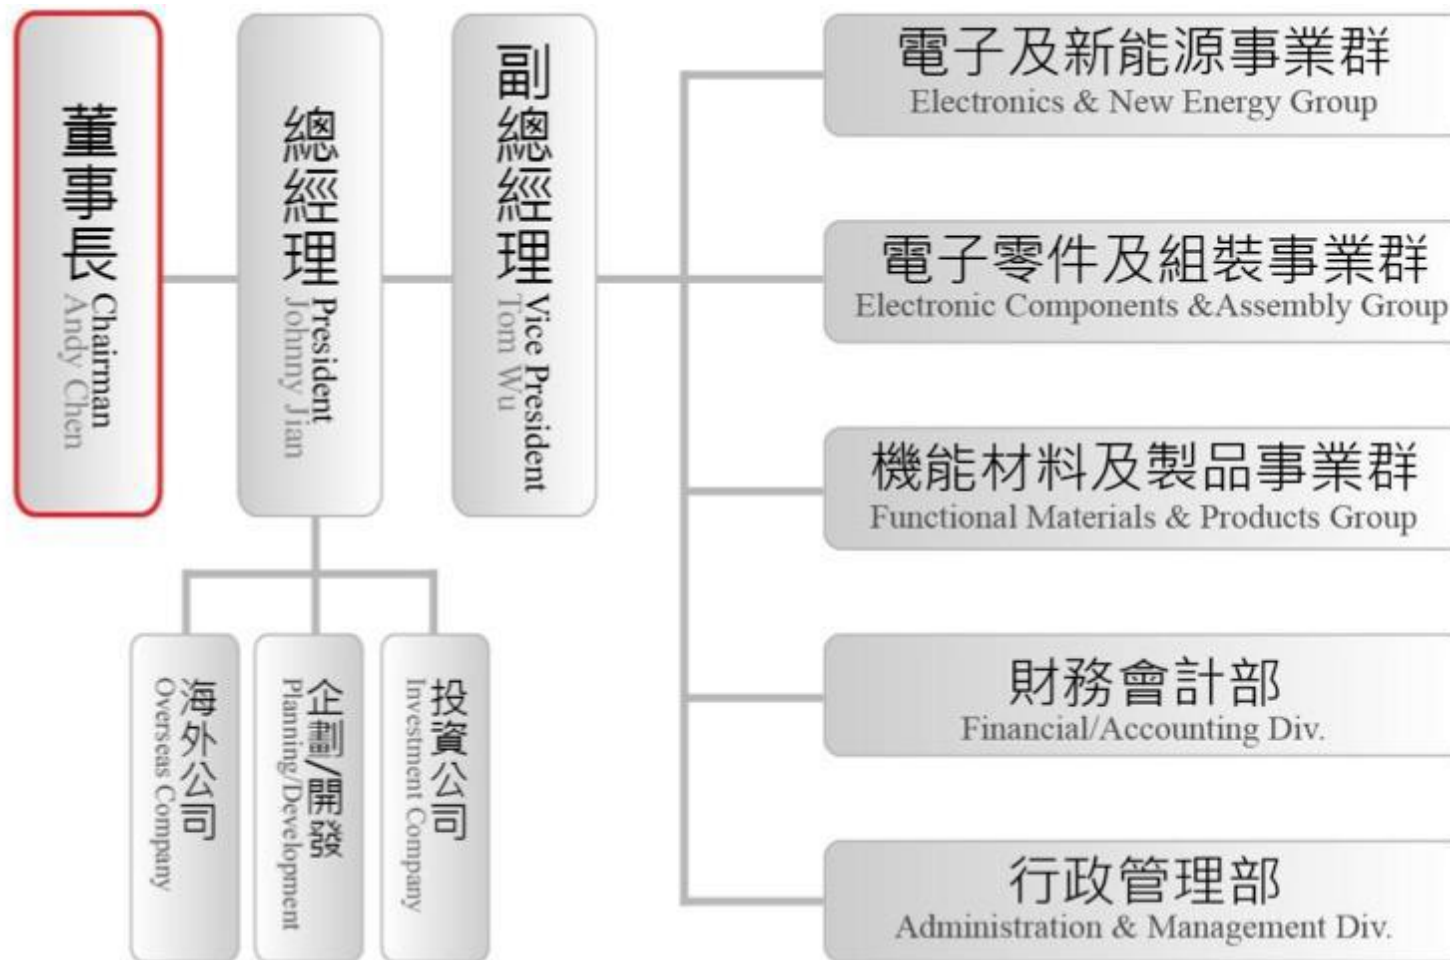 董事長
Chairman
Andy Chen
總經理
President
Johnny Jian
副總經理
Vice President
Tom Wu
電子及新能源事業群
Electronics & New Energy Group
電子零件及組裝事業群
Electronic Components &Assembly Group
機能材料及製品事業群
Functional Materials & Products Group
財務會計部
Financial/Accounting Div.
行政管理部
Administration & Management Div.
海外公司
Overseas Company
企劃/開發
Planning/Development
投資公司
Investment Company